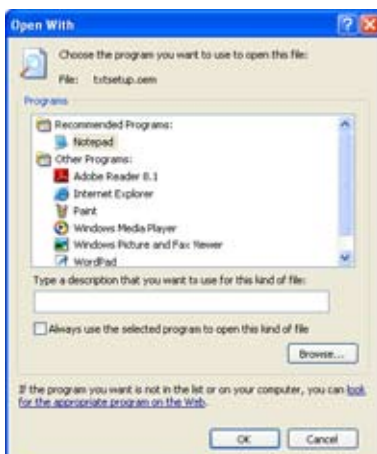 Open With
Choose the program you want to use to open this file:
File: txtsetup.oem
Programs
Recommended Programs:
Notepad
Other Programs:
Adobe Reader 8.1
Internet Explorer
Paint
Windows Media Player
Windows Picture and Fax Viewer
WordPad
Type a description that you want to use for this kind of file:
Always use the selected program to open this kind of file
Browse...
If the program you want is not in the list or on your computer, you can look
for the appropriate program on the Web.
OK
Cancel